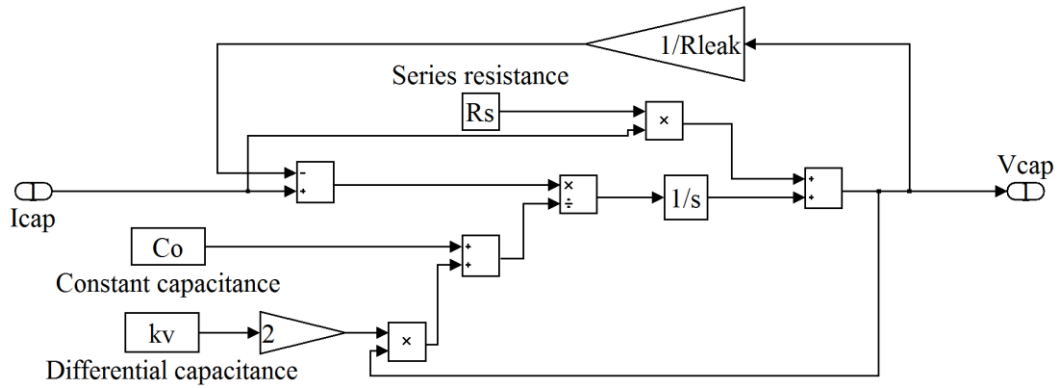 1/Rleak
Series resistance
Rs
×
-
+
Icap
×
÷
1/s
+
+
Vcap
Co
Constant capacitance
+
+
kv
2
×
Differential capacitance